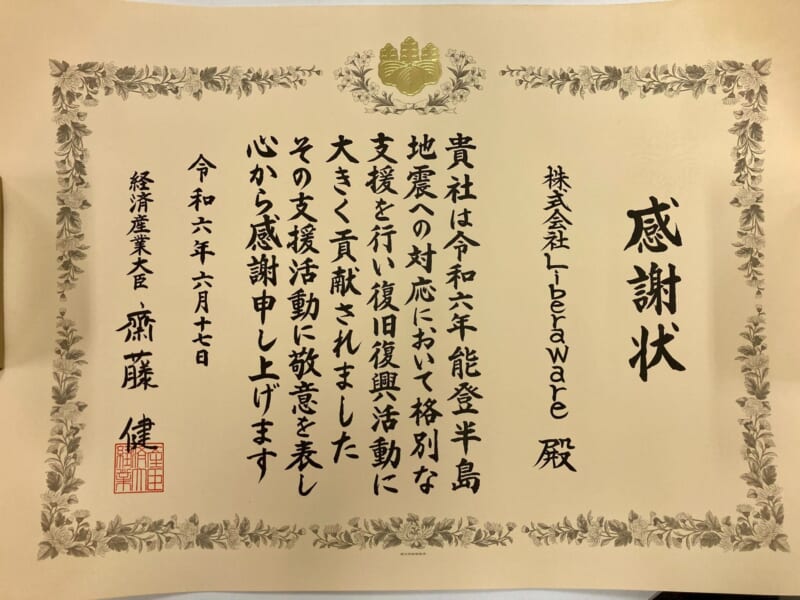 感謝状
株式会社Liberaware 殿
貴社は令和六年能登半島
地震への対応において格別な
支援を行い復旧復興活動に
大きく貢献されました
その支援活動に敬意を表し
心から感謝申し上げます
令和六年六月十七日
経済産業大臣 齋藤 健